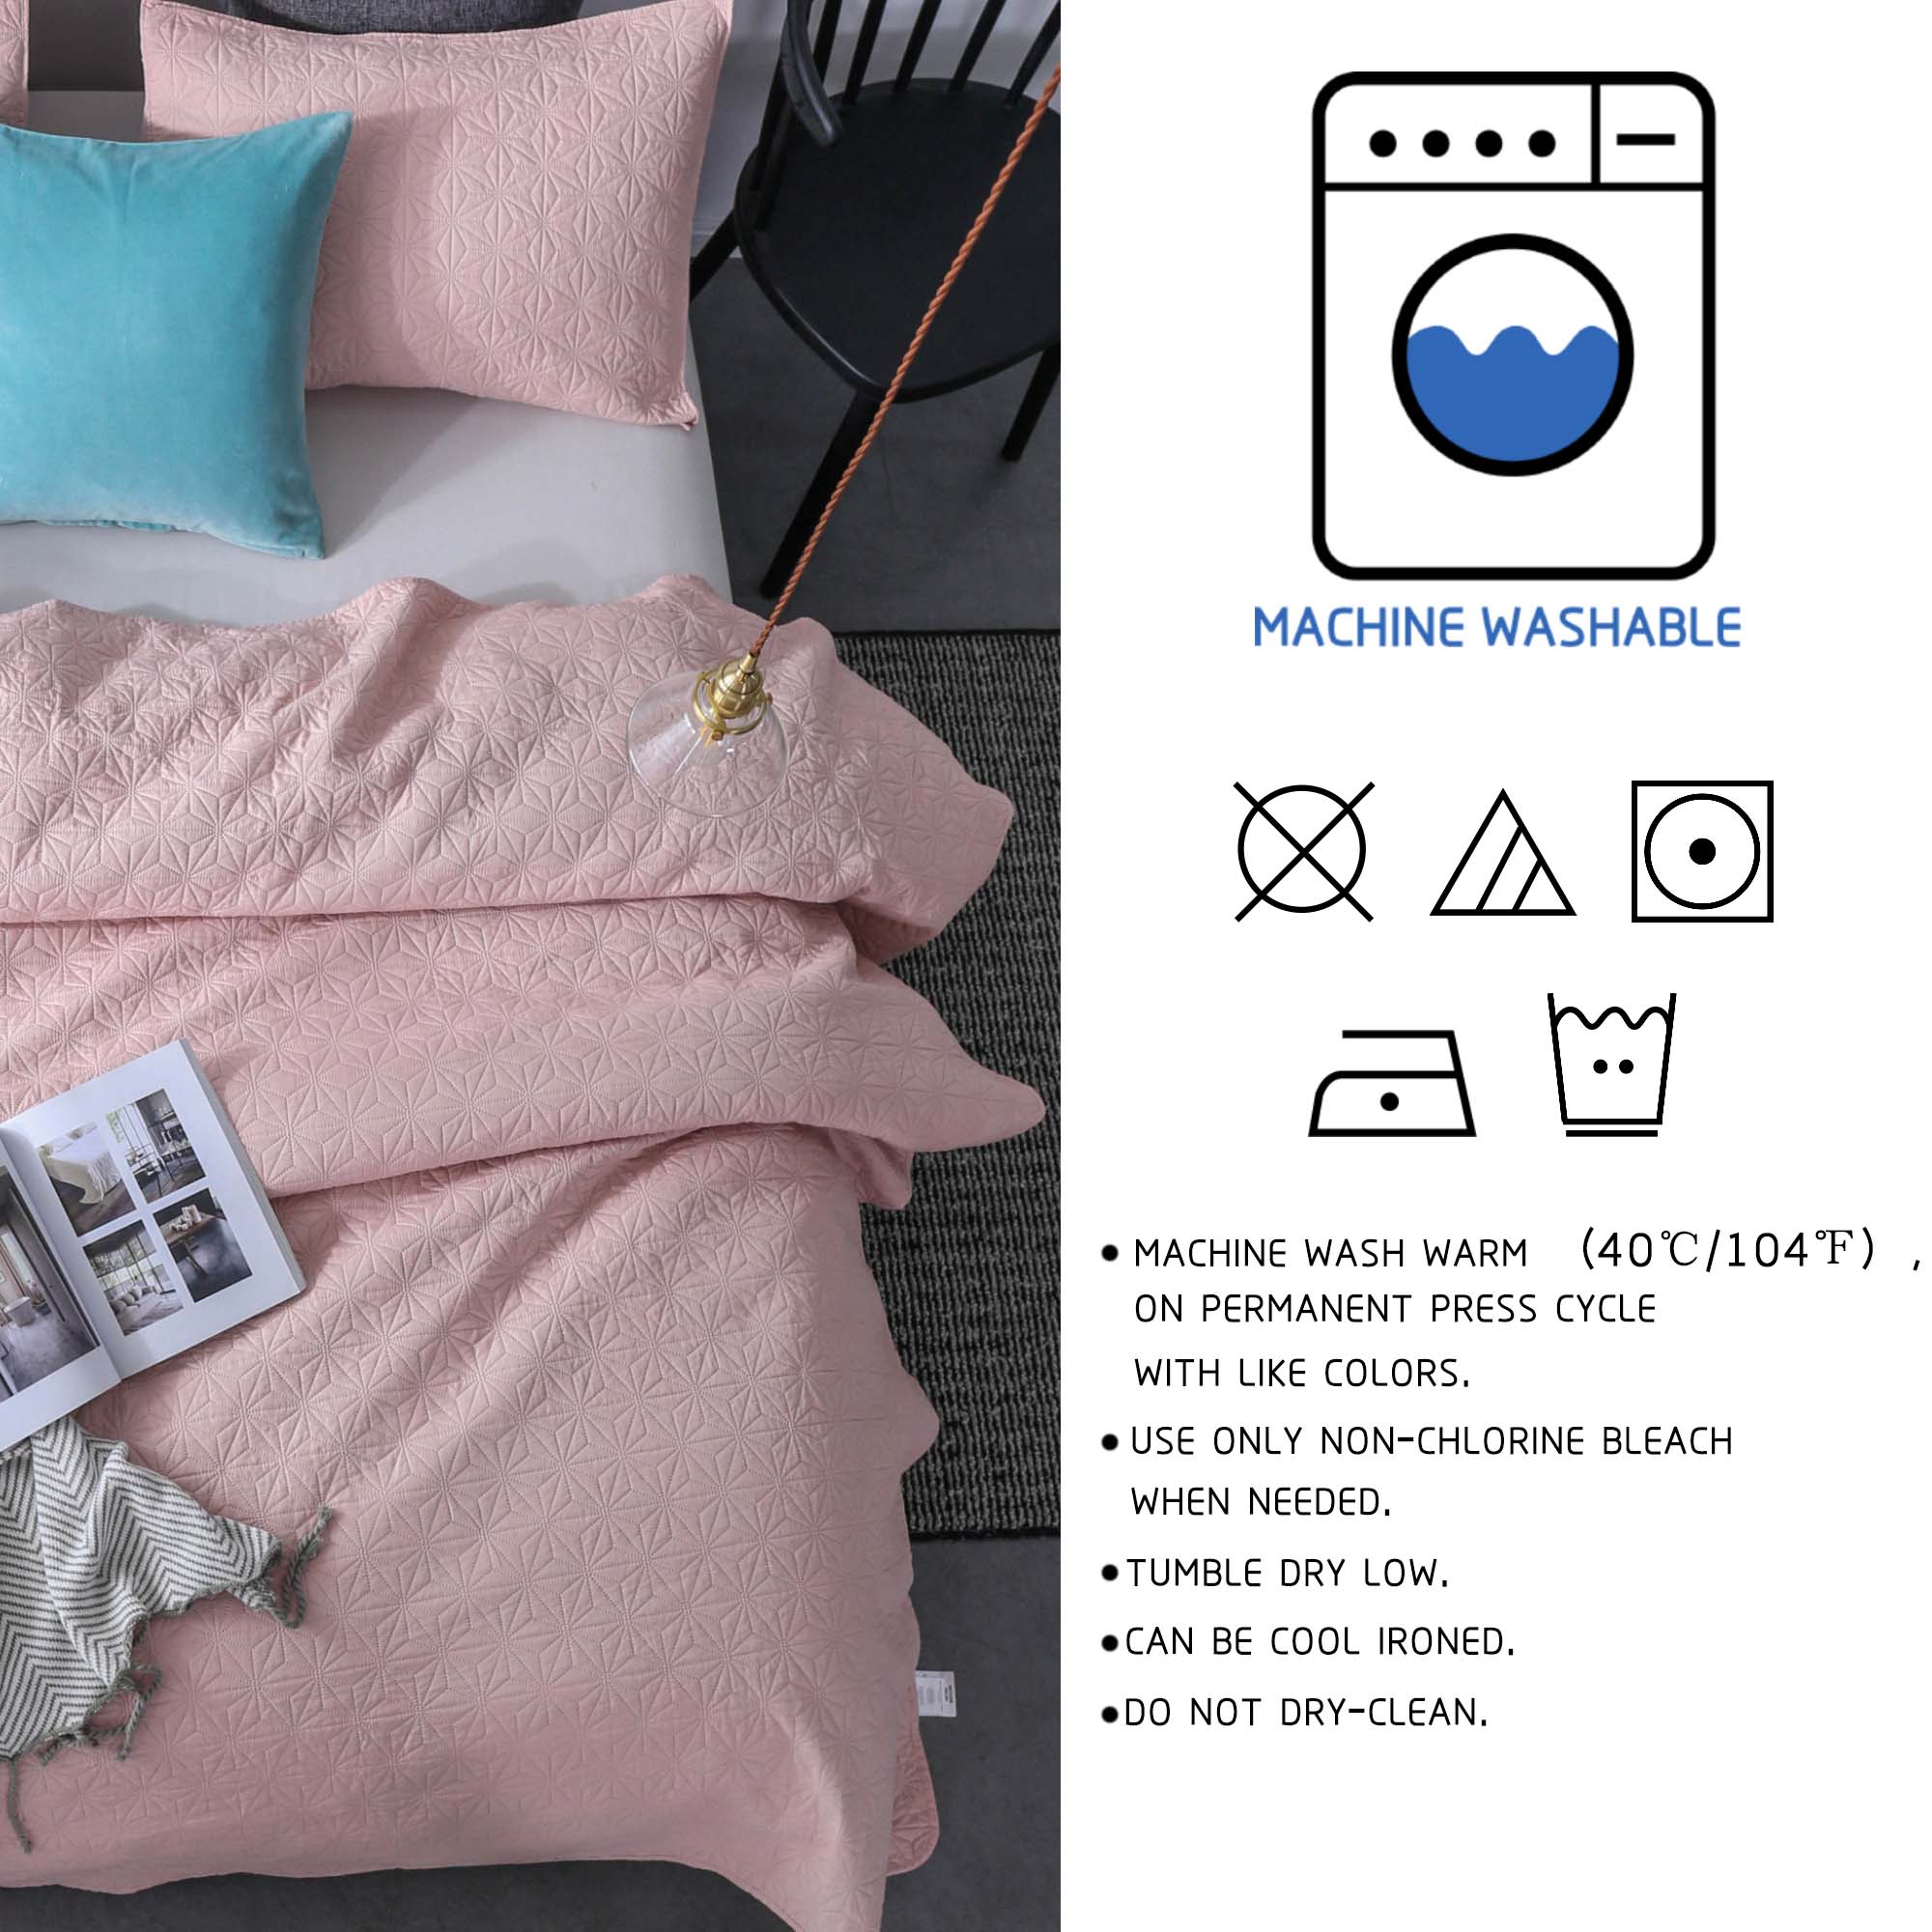 MACHINE WASHABLE
● MACHINE WASH WARM (40℃/104℉) ,
ON PERMANENT PRESS CYCLE
WITH LIKE COLORS.
● USE ONLY NON-CHLORINE BLEACH
WHEN NEEDED.
● TUMBLE DRY LOW.
● CAN BE COOL IRONED.
● DO NOT DRY-CLEAN.